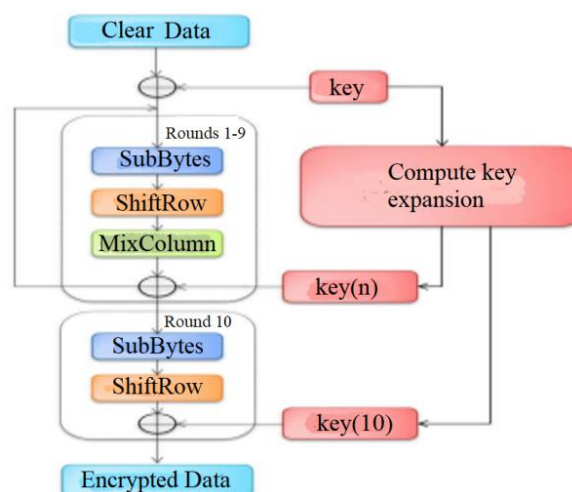 Clear Data
key
Rounds 1-9
SubBytes
Compute key
expansion
ShiftRow
MixColumn
key(n)
Round 10
SubBytes
ShiftRow
key(10)
Encrypted Data